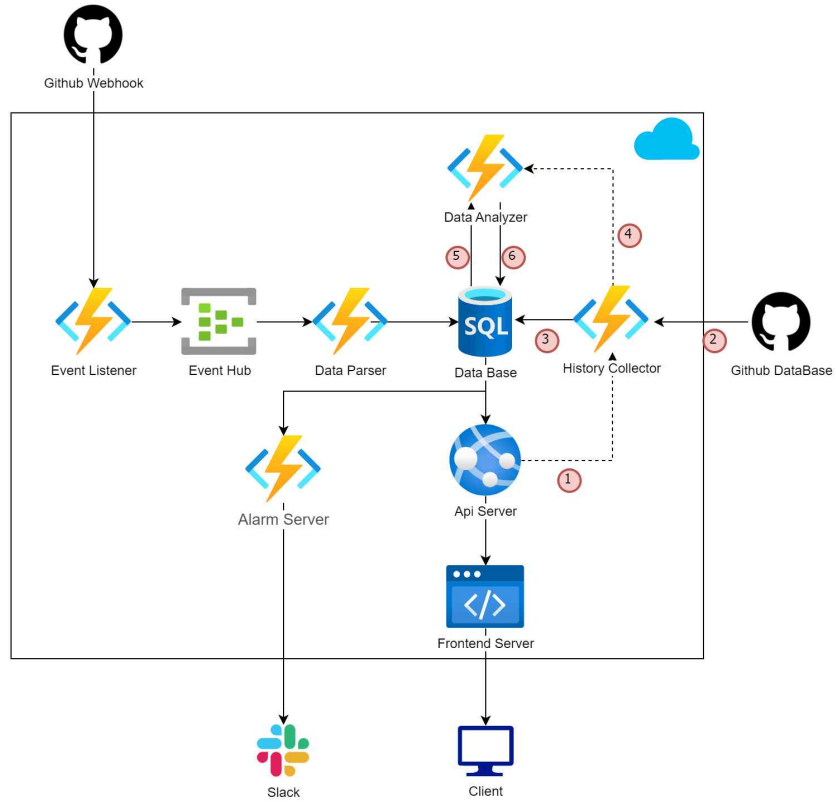 Github Webhook
Data Analyzer
4
5
6
SQL
3
2
Event Listener
Event Hub
Data Parser
Data Base
History Collector
Github DataBase
1
Alarm Server
Api Server
Frontend Server
Slack
Client